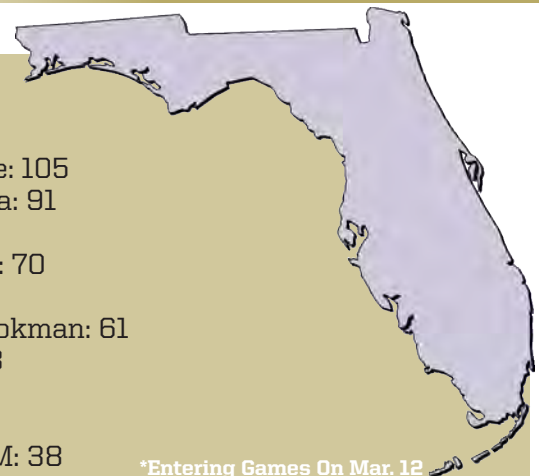 e: 105
a: 91
: 70
okman: 61
M: 38
*Entering Games On Mar. 12